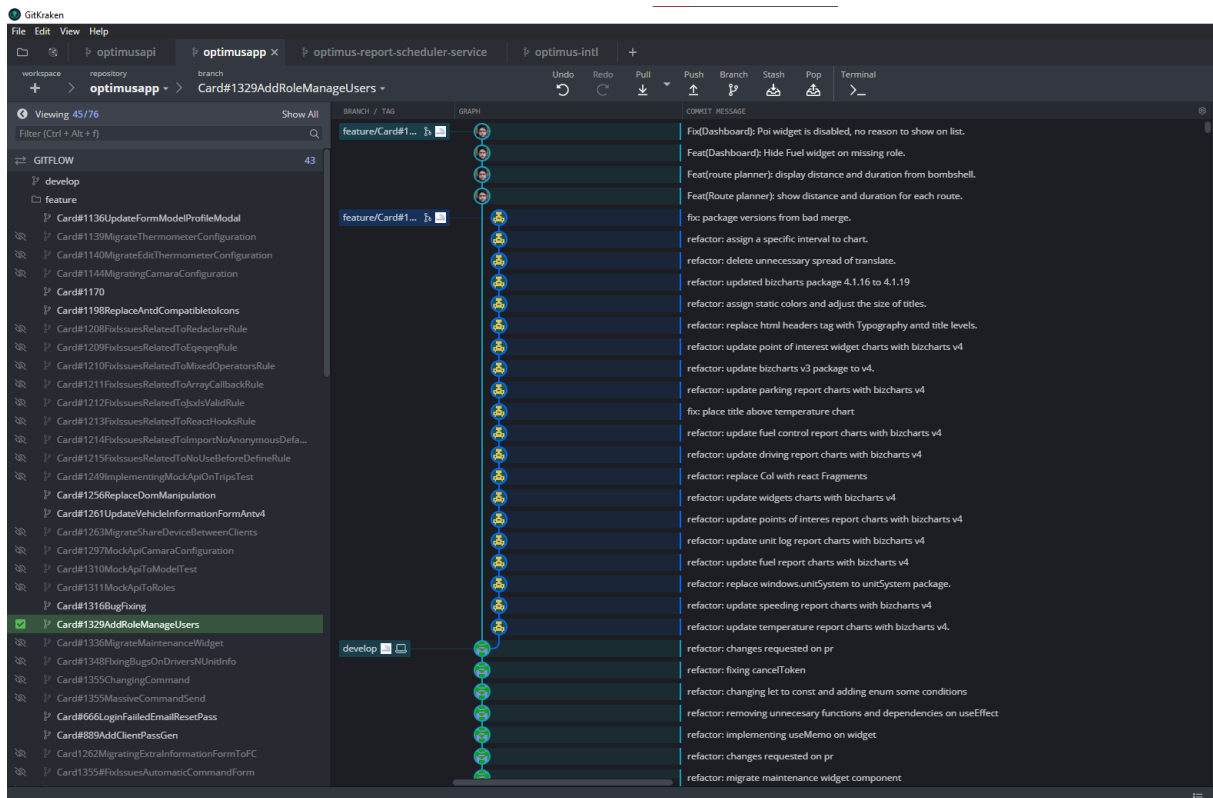 GitKraken
File Edit View Help
optimusapi optimusapp × optimus-report-scheduler-service optimus-intl +
workspace repository branch Undo Redo Pull Push Branch Stash Pop Terminal
+ > optimusapp > Card#1329AddRoleManageUsers
Viewing 45/76 Show All
Filter (Ctrl + Alt + f)
GITFLOW 43
develop
feature
Card#1136UpdateFormModelProfileModal
Card#1139MigrateThermometerConfiguration
Card#1140MigrateEditThermometerConfiguration
Card#1144MigratingCamaraConfiguration
Card#1170
Card#1198ReplaceAntdCompatibletoIcons
Card#1208FixIssuesRelatedToRedaclareRule
Card#1209FixIssuesRelatedToEqeqeqRule
Card#1210FixIssuesRelatedToMixedOperatorsRule
Card#1211FixIssuesRelatedToArrayCallbackRule
Card#1212FixIssuesRelatedToJsxIsValidRule
Card#1213FixIssuesRelatedToReactHooksRule
Card#1214FixIssuesRelatedToImportNoAnonymousDefa...
Card#1215FixIssuesRelatedToNoUseBeforeDefineRule
Card#1249ImplementingMockApiOnTripsTest
Card#1256ReplaceDomManipulation
Card#1261UpdateVehicleInformationFormAntv4
Card#1263MigrateShareDeviceBetweenClients
Card#1297MockApiCamaraConfiguration
Card#1310MockApiToModelTest
Card#1311MockApiToRoles
Card#1316BugFixing
Card#1329AddRoleManageUsers
Card#1336MigrateMaintenanceWidget
Card#1348FIxingBugsOnDriversNUnitInfo
Card#1355ChangingCommand
Card#1355MassiveCommandSend
Card#666LoginFaiiledEmailResetPass
Card#889AddClientPassGen
Card1262MigratingExtraInformationFormToFC
Card1355#FixIssuesAutomaticCommandForm
BRANCH / TAG GRAPH COMMIT MESSAGE
feature/Card#1... Fix(Dashboard): Poi widget is disabled, no reason to show on list.
Feat(Dashboard): Hide Fuel widget on missing role.
Feat(route planner): display distance and duration from bombshell.
Feat(Route planner): show distance and duration for each route.
feature/Card#1... fix: package versions from bad merge.
refactor: assign a specific interval to chart.
refactor: delete unnecessary spread of translate.
refactor: updated bizcharts package 4.1.16 to 4.1.19
refactor: assign static colors and adjust the size of titles.
refactor: replace html headers tag with Typography antd title levels.
refactor: update point of interest widget charts with bizcharts v4
refactor: update bizcharts v3 package to v4.
refactor: update parking report charts with bizcharts v4
fix: place title above temperature chart
refactor: update fuel control report charts with bizcharts v4
refactor: update driving report charts with bizcharts v4
refactor: replace Col with react Fragments
refactor: update widgets charts with bizcharts v4
refactor: update points of interes report charts with bizcharts v4
refactor: update unit log report charts with bizcharts v4
refactor: update fuel report charts with bizcharts v4
refactor: replace windows.unitSystem to unitSystem package.
refactor: update speeding report charts with bizcharts v4
refactor: update temperature report charts with bizcharts v4.
develop refactor: changes requested on pr
refactor: fixing cancelToken
refactor: changing let to const and adding enum some conditions
refactor: removing unnecesary functions and dependencies on useEffect
refactor: implementing useMemo on widget
refactor: changes requested on pr
refactor: migrate maintenance widget component